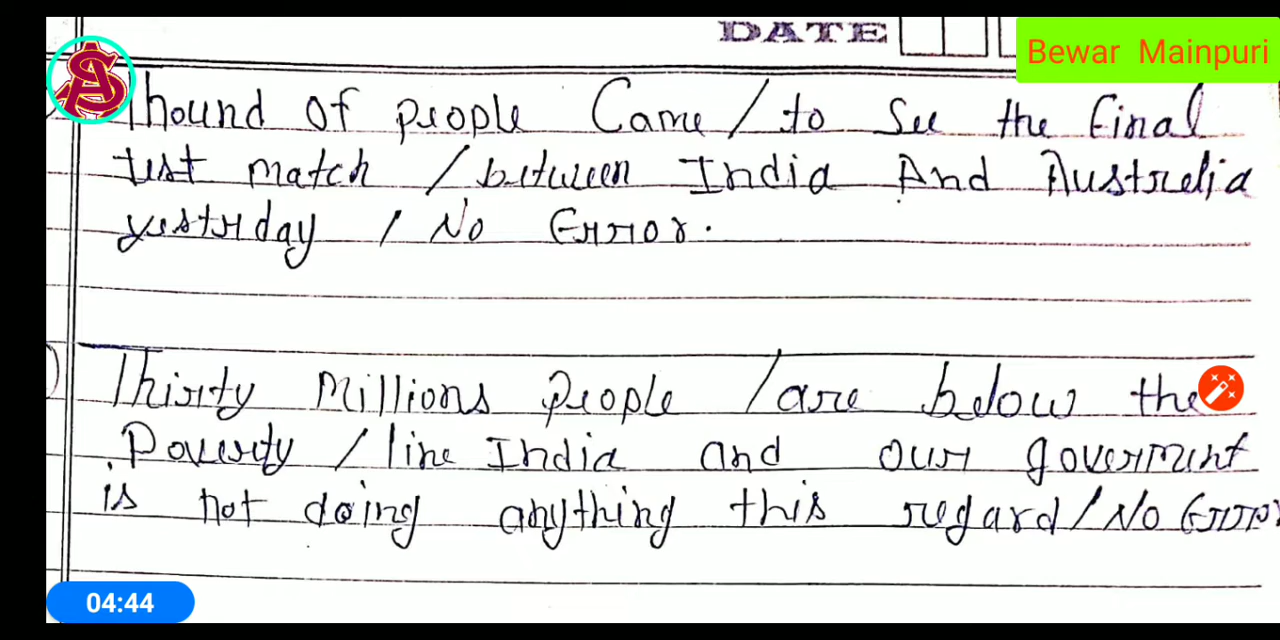 DATE
Bewar Mainpuri
Thound of people Came / to See the final
test match / between India And Australia
yesterday / No Error.
Thirty Millions people / are below the
Poverty / line India and our goverment
is not doing anything this regard / No Error
04:44